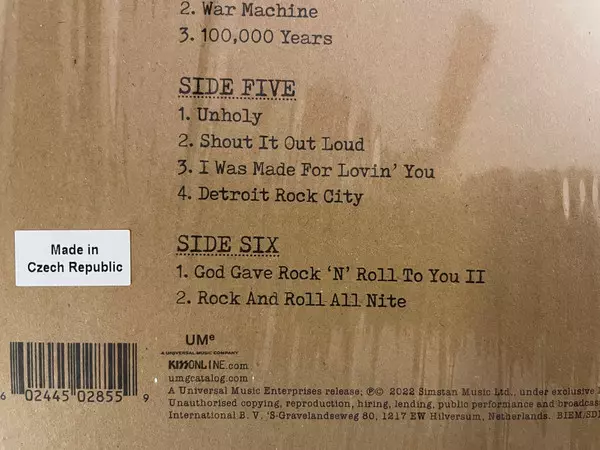 2. War Machine
3. 100,000 Years
SIDE FIVE
1. Unholy
2. Shout It Out Loud
3. I Was Made For Lovin' You
4. Detroit Rock City
SIDE SIX
1. God Gave Rock 'N' Roll To You II
2. Rock And Roll All Nite
Made in
Czech Republic
UMe
A UNIVERSAL MUSIC COMPANY
KISSONLINE.com
umgcatalog.com
A Universal Music Enterprises release; ℗© 2022 Simstan Music Ltd., under exclusive
Unauthorised copying, reproduction, hiring, lending, public performance and broadcas
International B. V. 'S-Gravelandseweg 80, 1217 EW Hilversum, Netherlands. BIEM/SD
6 02445 02855 9